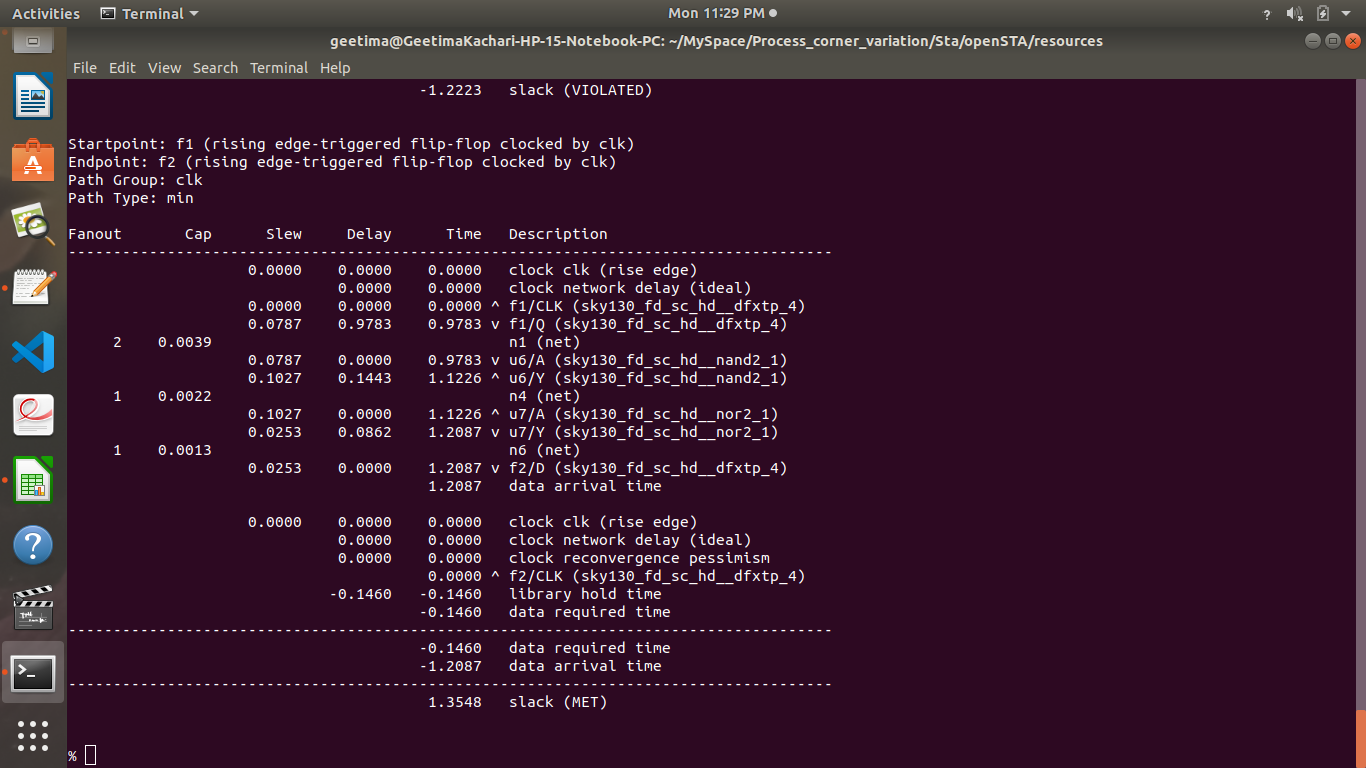 Activities Terminal Mon 11:29 PM
geetima@GeetimaKachari-HP-15-Notebook-PC: ~/MySpace/Process_corner_variation/Sta/openSTA/resources
File Edit View Search Terminal Help
-1.2223 slack (VIOLATED)
Startpoint: f1 (rising edge-triggered flip-flop clocked by clk)
Endpoint: f2 (rising edge-triggered flip-flop clocked by clk)
Path Group: clk
Path Type: min
Fanout Cap Slew Delay Time Description
-------------------------------------------------------------------------------------
0.0000 0.0000 0.0000 clock clk (rise edge)
0.0000 0.0000 clock network delay (ideal)
0.0000 0.0000 0.0000 ^ f1/CLK (sky130_fd_sc_hd__dfxtp_4)
0.0787 0.9783 0.9783 v f1/Q (sky130_fd_sc_hd__dfxtp_4)
2 0.0039 n1 (net)
0.0787 0.0000 0.9783 v u6/A (sky130_fd_sc_hd__nand2_1)
0.1027 0.1443 1.1226 ^ u6/Y (sky130_fd_sc_hd__nand2_1)
1 0.0022 n4 (net)
0.1027 0.0000 1.1226 ^ u7/A (sky130_fd_sc_hd__nor2_1)
0.0253 0.0862 1.2087 v u7/Y (sky130_fd_sc_hd__nor2_1)
1 0.0013 n6 (net)
0.0253 0.0000 1.2087 v f2/D (sky130_fd_sc_hd__dfxtp_4)
1.2087 data arrival time
0.0000 0.0000 0.0000 clock clk (rise edge)
0.0000 0.0000 clock network delay (ideal)
0.0000 0.0000 clock reconvergence pessimism
0.0000 ^ f2/CLK (sky130_fd_sc_hd__dfxtp_4)
-0.1460 -0.1460 library hold time
-0.1460 data required time
-------------------------------------------------------------------------------------
-0.1460 data required time
-1.2087 data arrival time
-------------------------------------------------------------------------------------
1.3548 slack (MET)
%